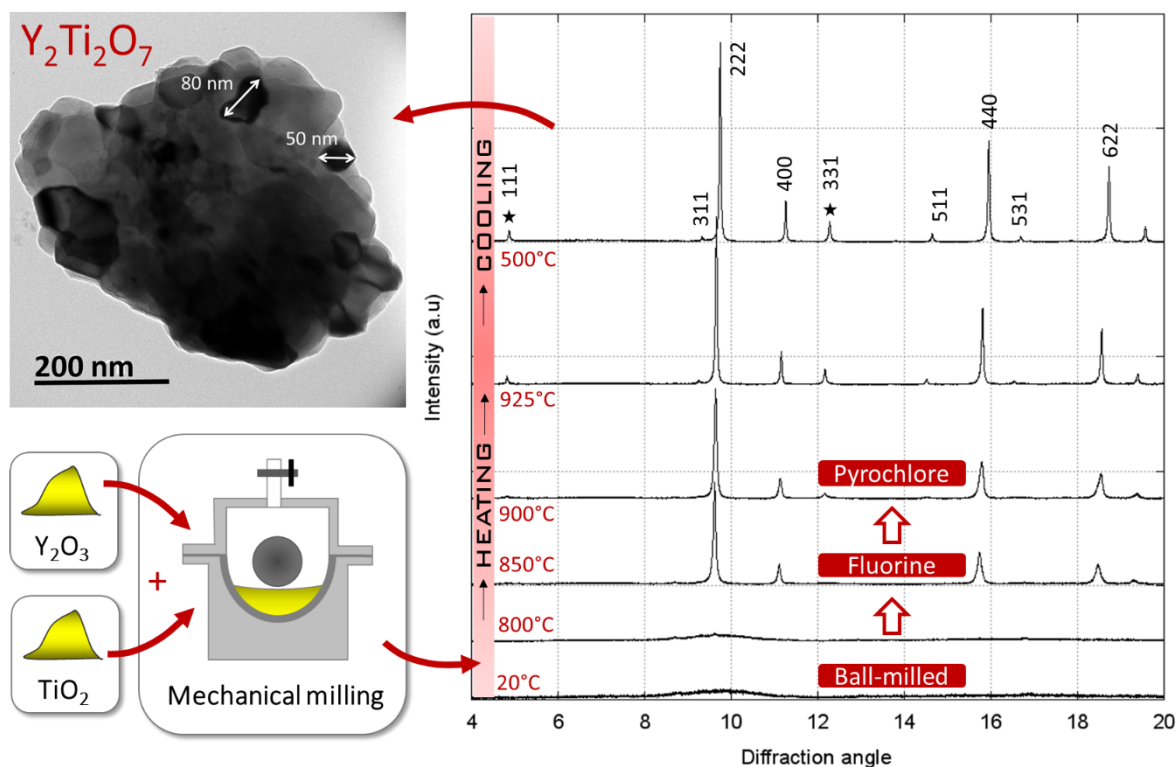 Y₂Ti₂O₇
80 nm
50 nm
200 nm
Y₂O₃
+
TiO₂
Mechanical milling
Intensity (a.u)
HEATING
COOLING
★ 111
311
222
400
★ 331
511
440
531
622
500°C
925°C
900°C
850°C
800°C
20°C
Pyrochlore
Fluorine
Ball-milled
4 6 8 10 12 14 16 18 20
Diffraction angle